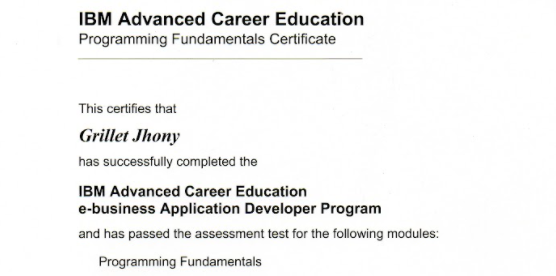 IBM Advanced Career Education
Programming Fundamentals Certificate
This certifies that
Grillet Jhony
has successfully completed the
IBM Advanced Career Education
e-business Application Developer Program
and has passed the assessment test for the following modules:
Programming Fundamentals